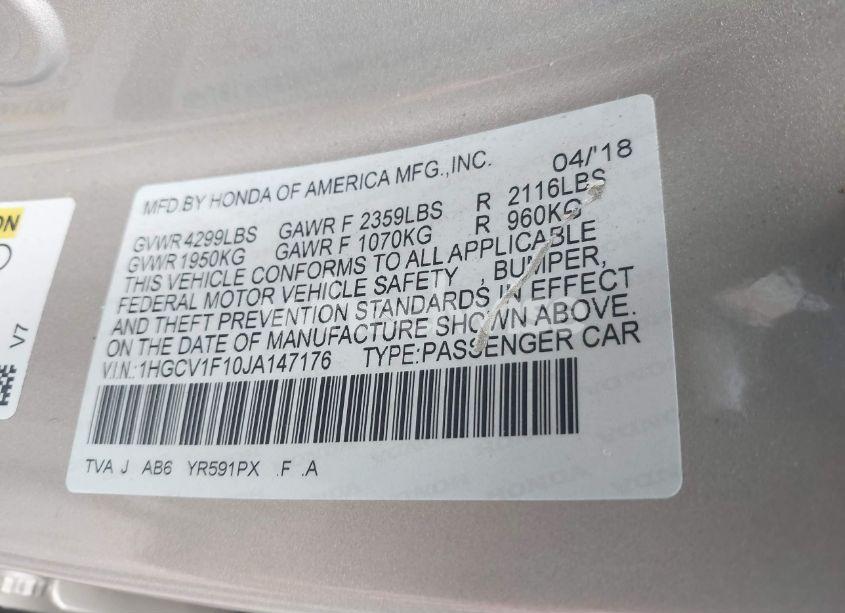 MFD.BY HONDA OF AMERICA MFG.,INC. 04/'18
GVWR 4299LBS GAWR F 2359LBS R 2116LBS
GVWR 1950KG GAWR F 1070KG R 960KG
THIS VEHICLE CONFORMS TO ALL APPLICABLE
FEDERAL MOTOR VEHICLE SAFETY , BUMPER,
AND THEFT PREVENTION STANDARDS IN EFFECT
ON THE DATE OF MANUFACTURE SHOWN ABOVE.
V.I.N.:1HGCV1F10JA147176 TYPE:PASSENGER CAR
TVA J AB6 YR591PX .F .A
V7
HONDA